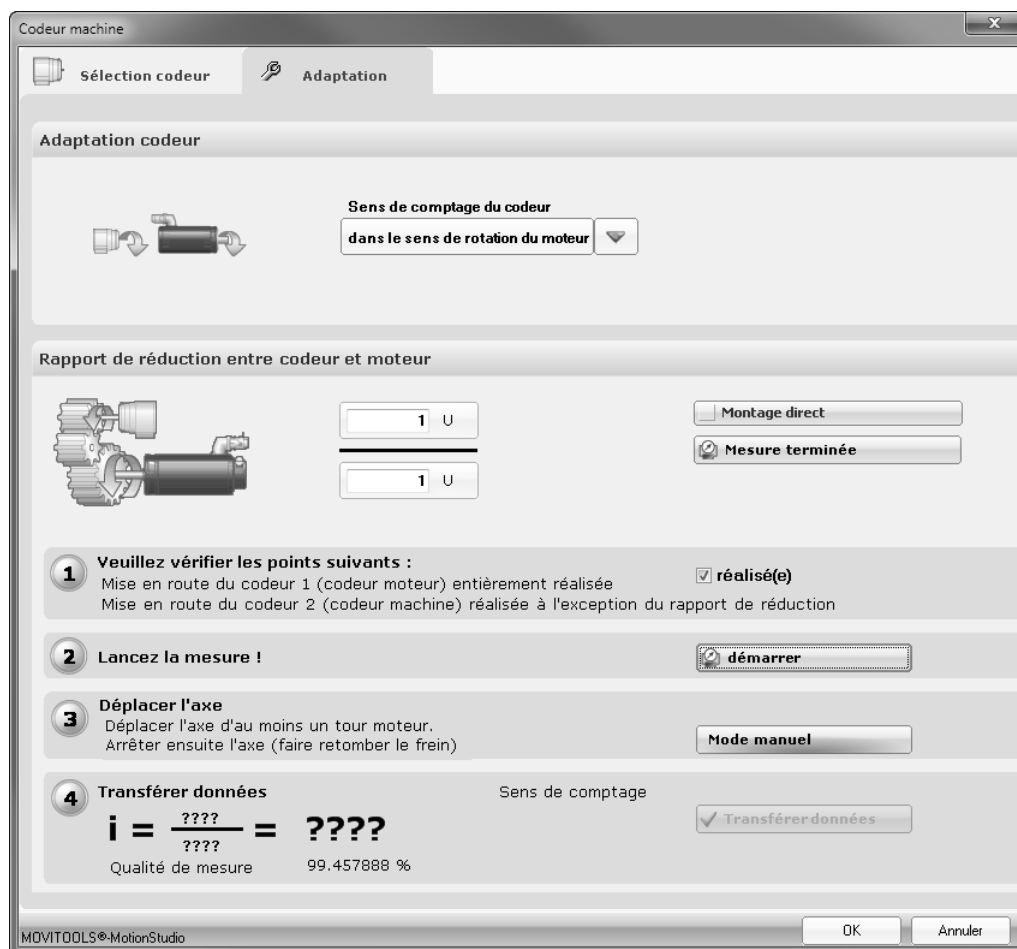 Codeur machine
Sélection codeur
Adaptation
Adaptation codeur
Sens de comptage du codeur
dans le sens de rotation du moteur
Rapport de réduction entre codeur et moteur
1 U
1 U
Montage direct
Mesure terminée
1
Veuillez vérifier les points suivants :
Mise en route du codeur 1 (codeur moteur) entièrement réalisée
Mise en route du codeur 2 (codeur machine) réalisée à l'exception du rapport de réduction
réalisé(e)
2
Lancez la mesure !
démarrer
3
Déplacer l'axe
Déplacer l'axe d'au moins un tour moteur.
Arrêter ensuite l'axe (faire retomber le frein)
Mode manuel
4
Transférer données
Sens de comptage
i = ???? / ???? = ????
Transférer données
Qualité de mesure
99.457888 %
OK
Annuler
MOVITOOLS®-MotionStudio